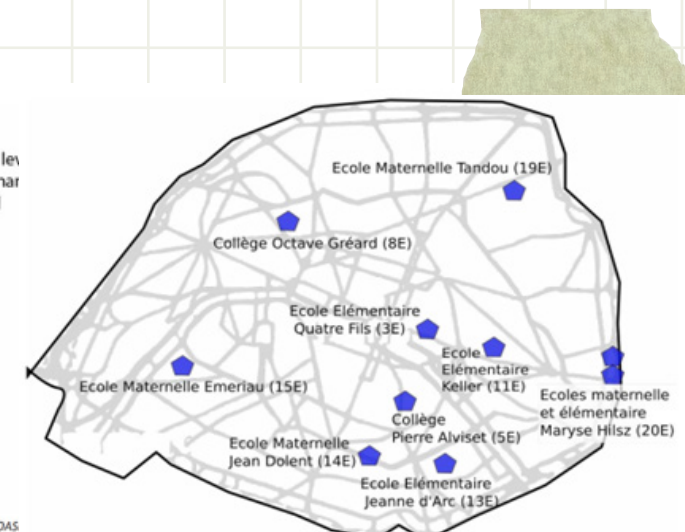 Ecole Maternelle Tandou (19E)
Collège Octave Gréard (8E)
Ecole Elémentaire
Quatre Fils (3E)
Ecole
Elémentaire
Keller (11E)
Ecole Maternelle Emeriau (15E)
Ecoles maternelle
et élémentaire
Maryse Hilsz (20E)
Collège
Pierre Alviset (5E)
Ecole Maternelle
Jean Dolent (14E)
Ecole Elémentaire
Jeanne d'Arc (13E)